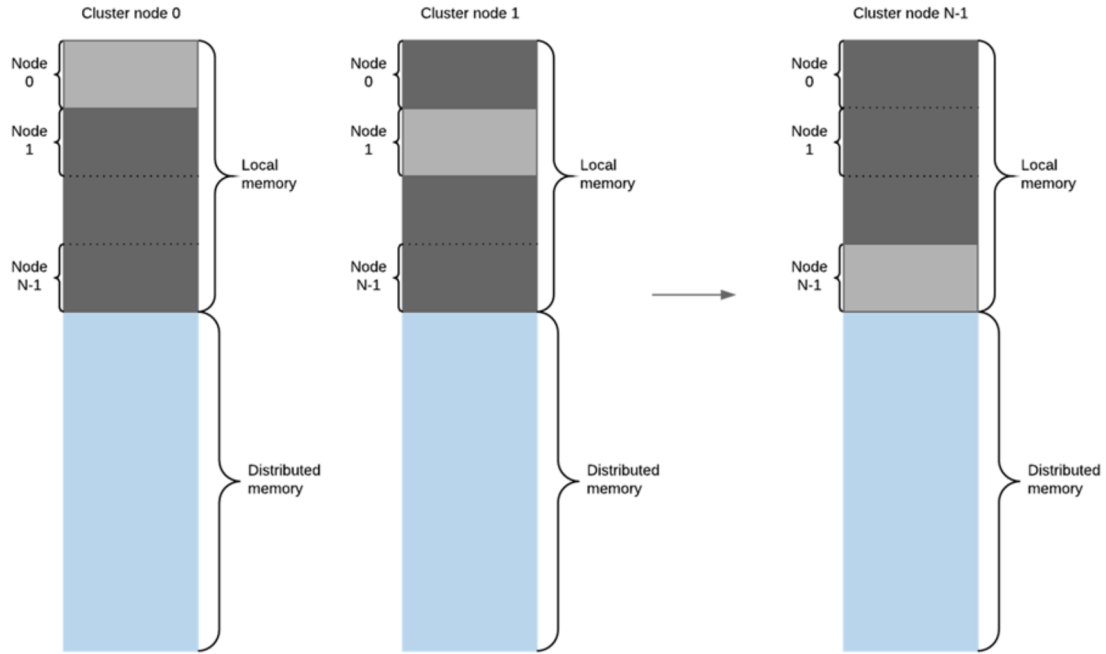 Cluster node 0
Node
0
Node
1
Node
N-1
Local
memory
Distributed
memory
Cluster node 1
Node
0
Node
1
Node
N-1
Local
memory
Distributed
memory
Cluster node N-1
Node
0
Node
1
Node
N-1
Local
memory
Distributed
memory